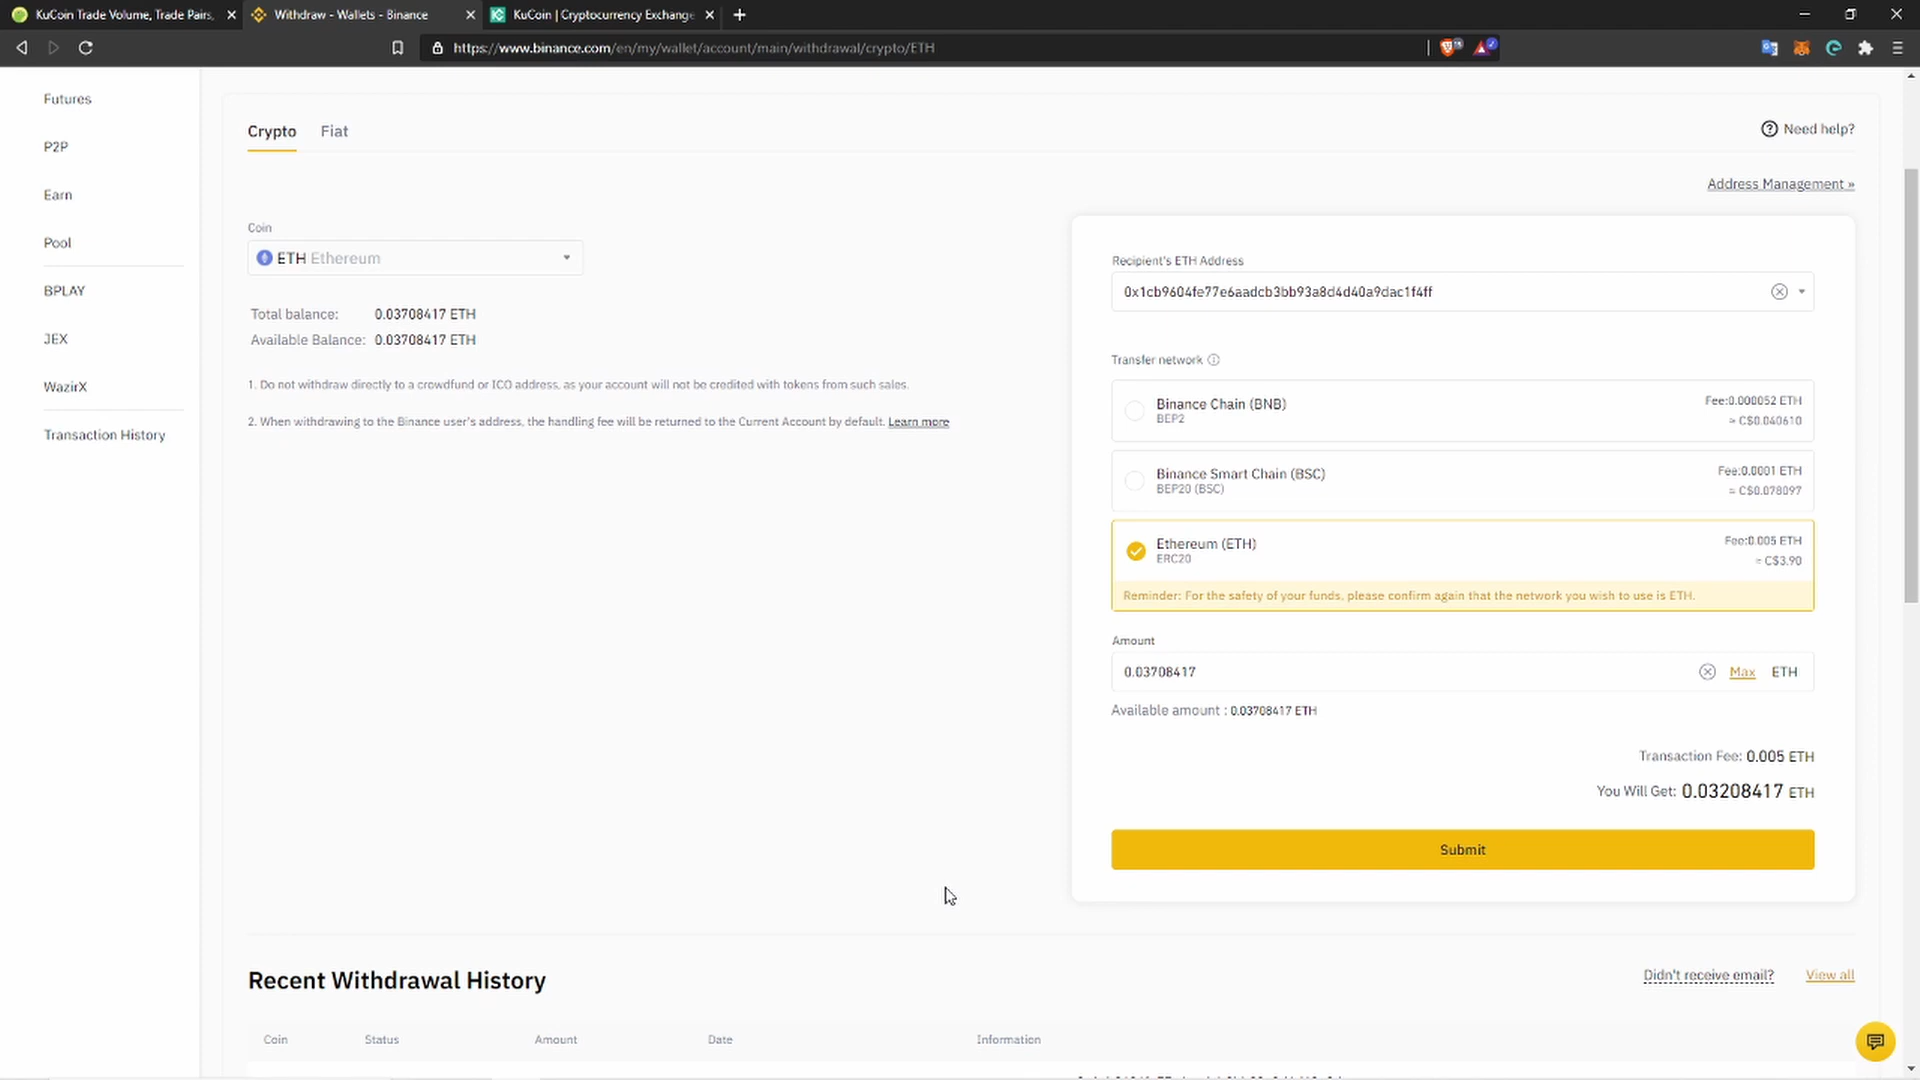 KuCoin Trade Volume, Trade Pairs,
Withdraw - Wallets - Binance
KuCoin | Cryptocurrency Exchange
https://www.binance.com/en/my/wallet/account/main/withdrawal/crypto/ETH
Futures
P2P
Earn
Pool
BPLAY
JEX
WazirX
Transaction History
Crypto
Fiat
Need help?
Address Management »
Coin
ETH Ethereum
Total balance: 0.03708417 ETH
Available Balance: 0.03708417 ETH
1. Do not withdraw directly to a crowdfund or ICO address, as your account will not be credited with tokens from such sales.
2. When withdrawing to the Binance user's address, the handling fee will be returned to the Current Account by default. Learn more
Recipient's ETH Address
0x1cb9604fe77e6aadcb3bb93a8d4d40a9dac1f4ff
Transfer network
Binance Chain (BNB)
BEP2
Fee:0.000052 ETH
≈ C$0.040610
Binance Smart Chain (BSC)
BEP20 (BSC)
Fee:0.0001 ETH
≈ C$0.078097
Ethereum (ETH)
ERC20
Fee:0.005 ETH
≈ C$3.90
Reminder: For the safety of your funds, please confirm again that the network you wish to use is ETH.
Amount
0.03708417
Max
ETH
Available amount : 0.03708417 ETH
Transaction Fee: 0.005 ETH
You Will Get: 0.03208417 ETH
Submit
Recent Withdrawal History
Didn't receive email?
View all
Coin
Status
Amount
Date
Information